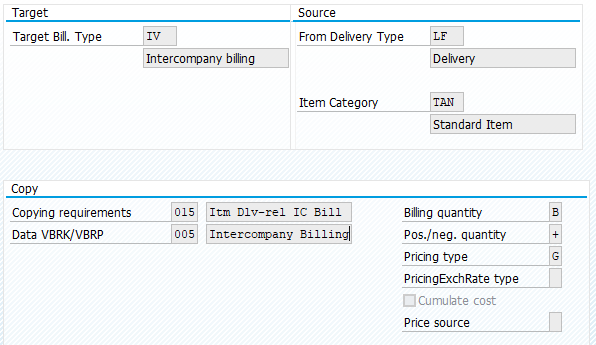 Target
Source
Target Bill. Type IV
From Delivery Type LF
Intercompany billing
Delivery
Item Category TAN
Standard Item
Copy
Copying requirements 015 Itm Dlv-rel IC Bill
Billing quantity B
Data VBRK/VBRP 005 Intercompany Billing
Pos./neg. quantity +
Pricing type G
PricingExchRate type
Cumulate cost
Price source